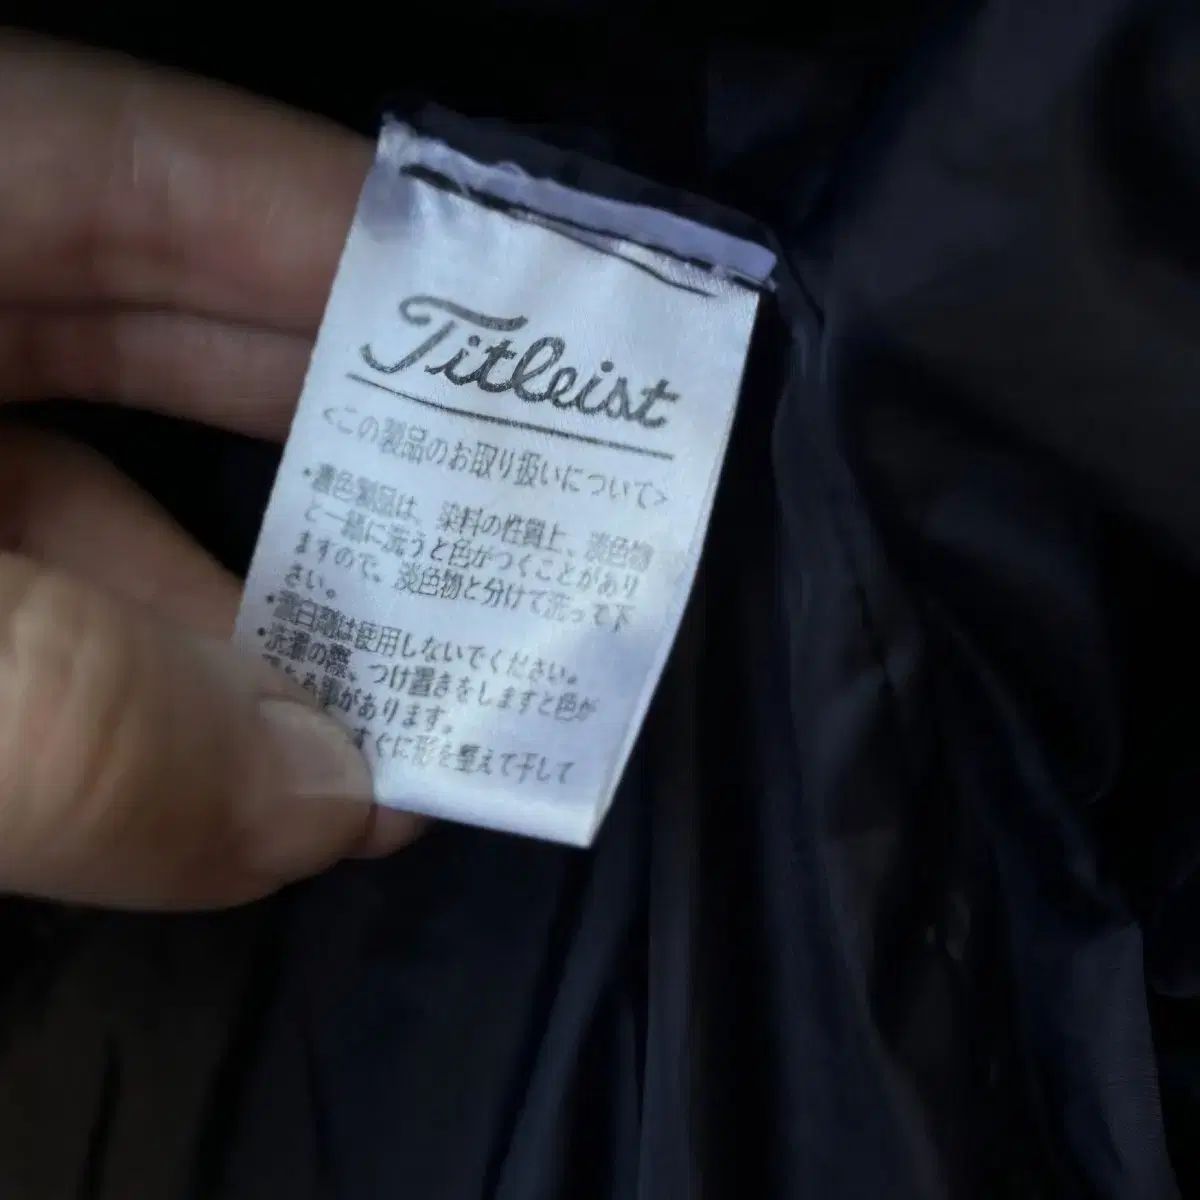 Titleist
<この製品のお取り扱いについて>
・濃色製品は、染料の性質上、淡色物
と一緒に洗うと色がつくことがあり
ますので、淡色物と分けて洗って下
さい。
・漂白剤は使用しないでください。
・洗濯の際、つけ置きをしますと色が
る事があります。
すぐに形を整えて干して